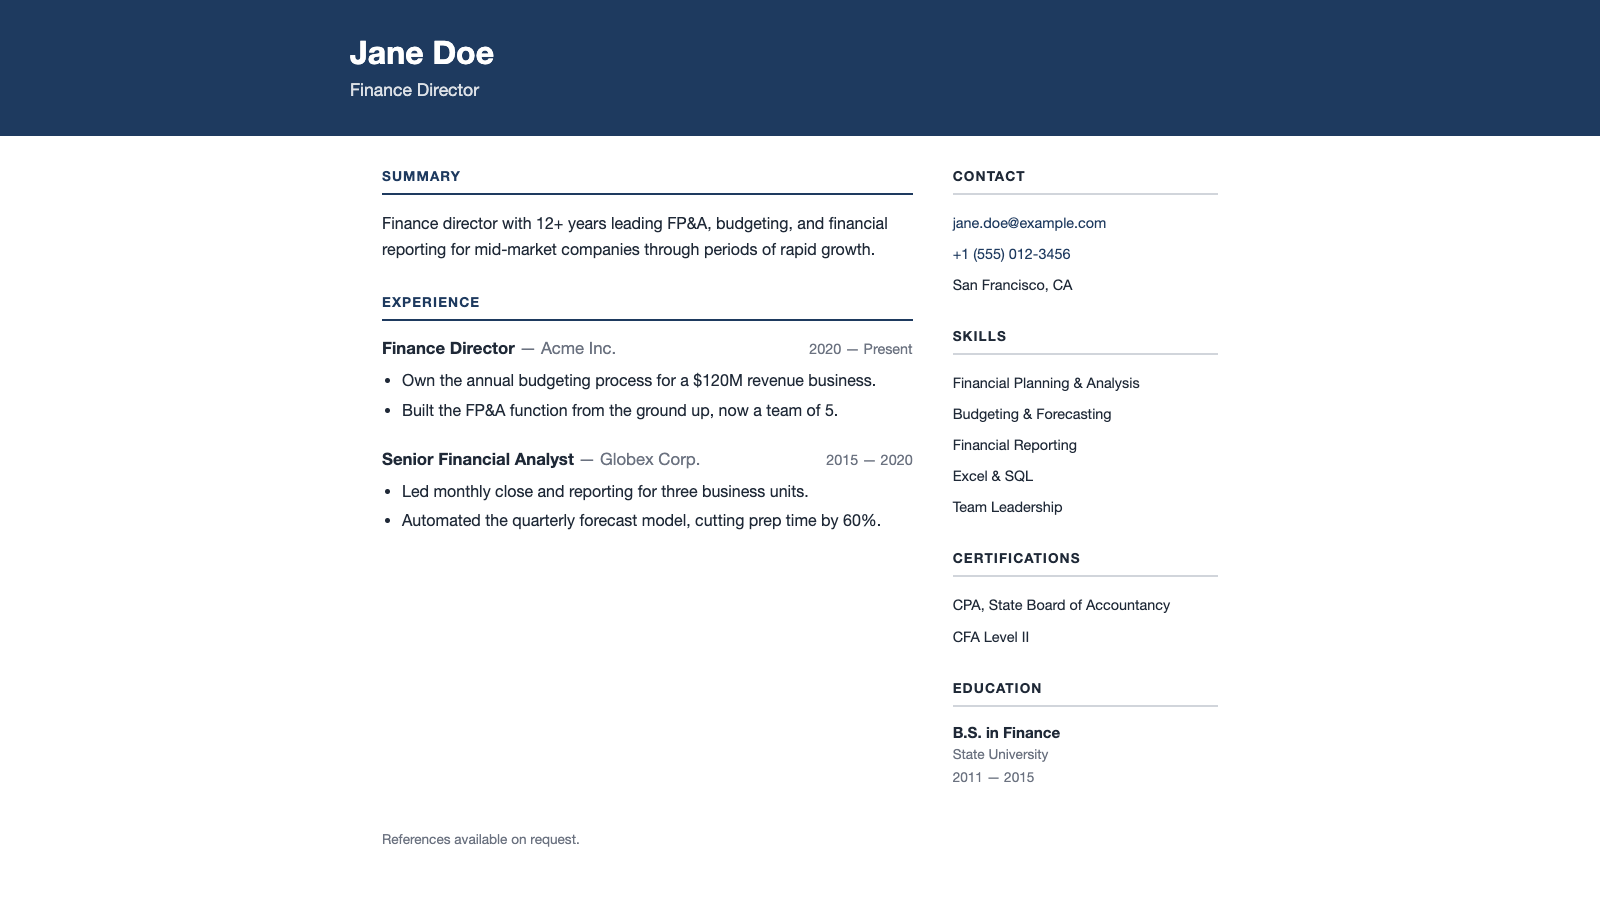 Jane Doe
Finance Director
SUMMARY
Finance director with 12+ years leading FP&A, budgeting, and financial
reporting for mid-market companies through periods of rapid growth.
EXPERIENCE
Finance Director — Acme Inc. 2020 — Present
• Own the annual budgeting process for a $120M revenue business.
• Built the FP&A function from the ground up, now a team of 5.
Senior Financial Analyst — Globex Corp. 2015 — 2020
• Led monthly close and reporting for three business units.
• Automated the quarterly forecast model, cutting prep time by 60%.
CONTACT
jane.doe@example.com
+1 (555) 012-3456
San Francisco, CA
SKILLS
Financial Planning & Analysis
Budgeting & Forecasting
Financial Reporting
Excel & SQL
Team Leadership
CERTIFICATIONS
CPA, State Board of Accountancy
CFA Level II
EDUCATION
B.S. in Finance
State University
2011 — 2015
References available on request.